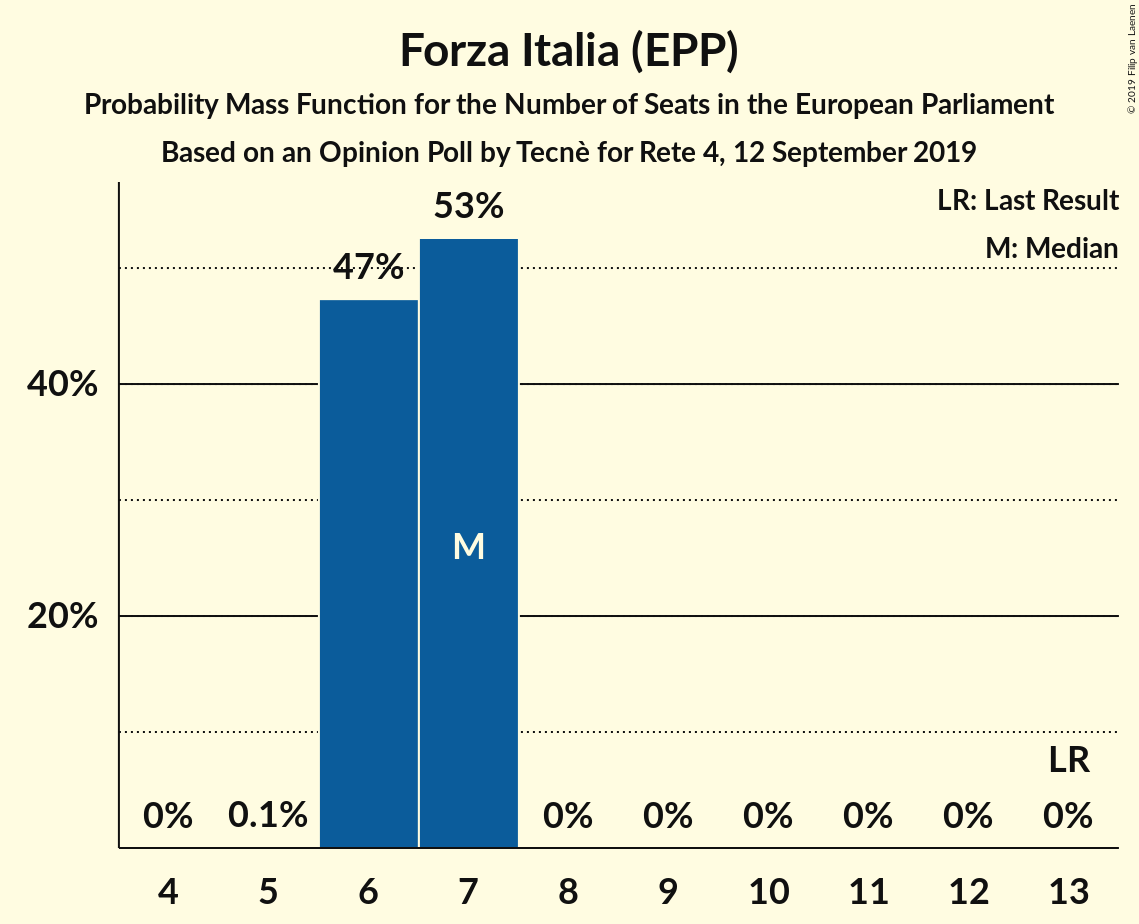 Forza Italia (EPP)
Probability Mass Function for the Number of Seats in the European Parliament
Based on an Opinion Poll by Tecnè for Rete 4, 12 September 2019
© 2019 Filip van Laenen
LR: Last Result
M: Median
53%
47%
40%
M
20%
LR
0% 0.1% 0% 0% 0% 0% 0% 0%
4 5 6 7 8 9 10 11 12 13